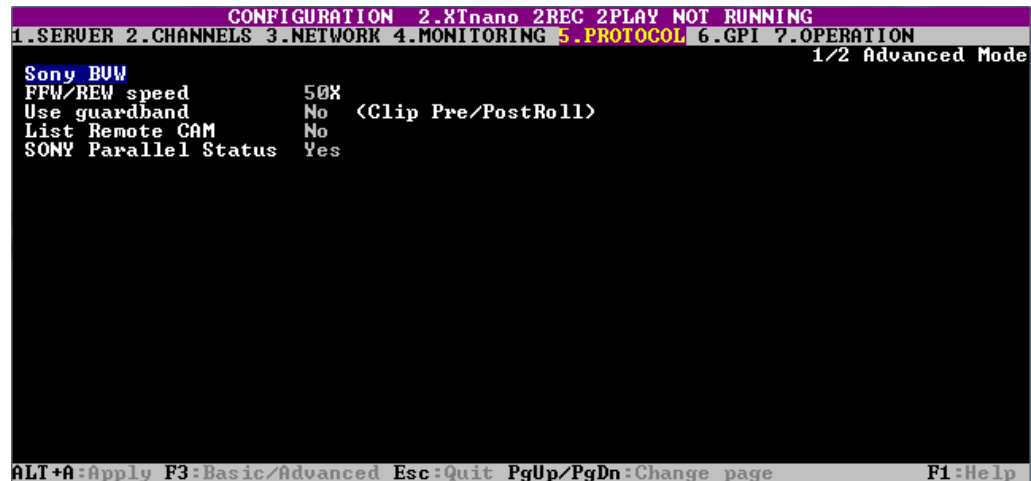 CONFIGURATION 2.XTnano 2REC 2PLAY NOT RUNNING
1.SERVER 2.CHANNELS 3.NETWORK 4.MONITORING 5.PROTOCOL 6.GPI 7.OPERATION
1/2 Advanced Mode
Sony BVW
FFW/REW speed 50X
Use guardband No (Clip Pre/PostRoll)
List Remote CAM No
SONY Parallel Status Yes
ALT+A:Apply F3:Basic/Advanced Esc:Quit PgUp/PgDn:Change page F1:Help